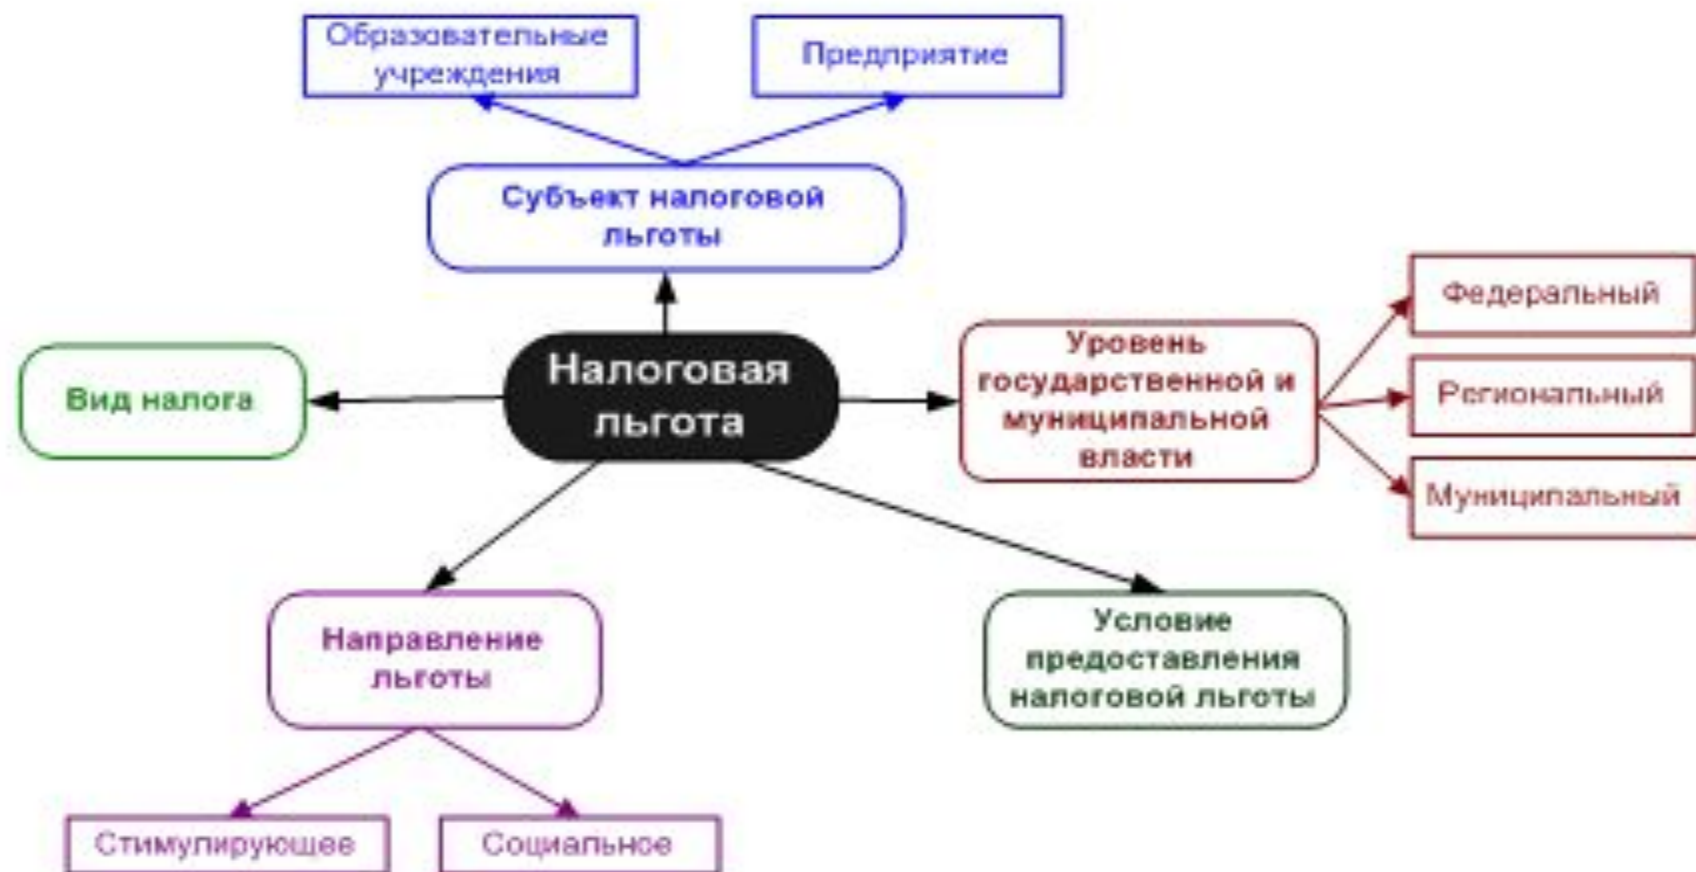 Образовательные
учреждения
Предприятие
Субъект налоговой
льготы
Вид налога
Налоговая
льгота
Уровень
государственной и
муниципальной
власти
Федеральный
Региональный
Муниципальный
Направление
льготы
Условие
предоставления
налоговой льготы
Стимулирующее
Социальное